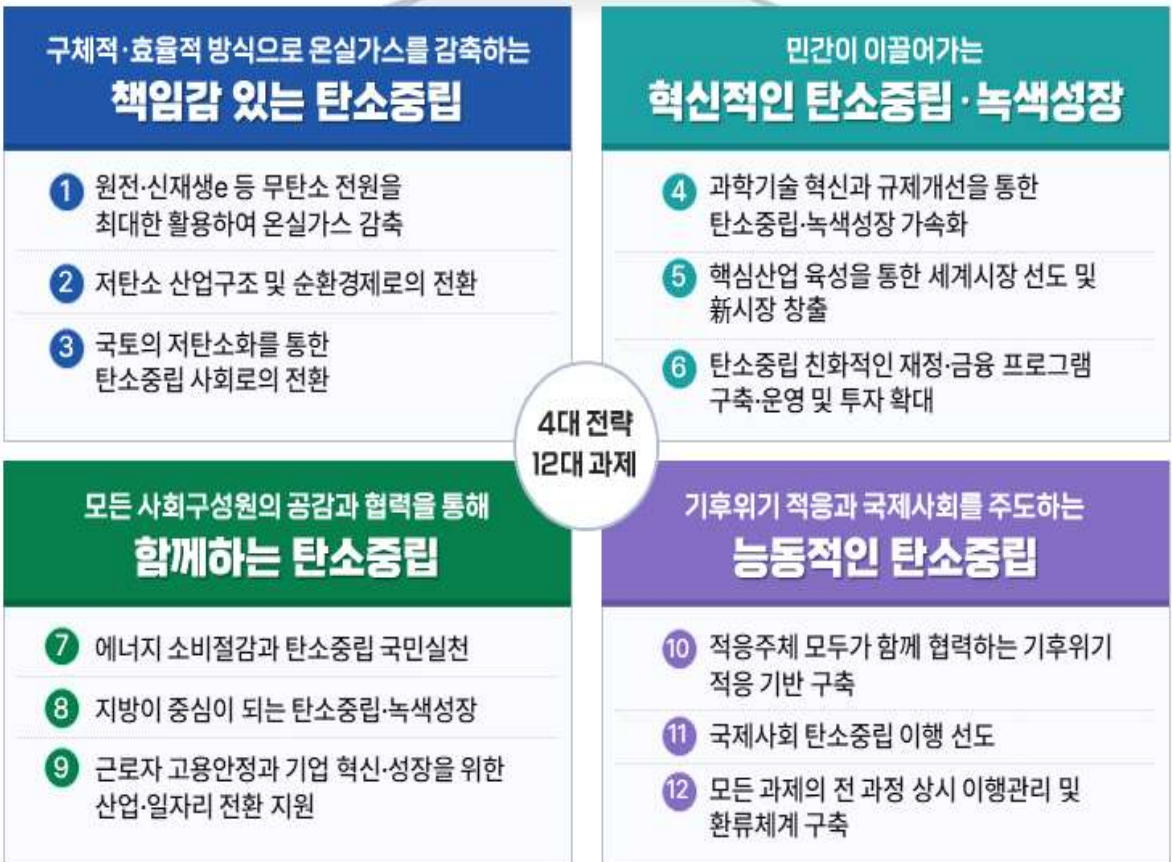 구체적·효율적 방식으로 온실가스를 감축하는
책임감 있는 탄소중립
1 원전·신재생e 등 무탄소 전원을
최대한 활용하여 온실가스 감축
2 저탄소 산업구조 및 순환경제로의 전환
3 국토의 저탄소화를 통한
탄소중립 사회로의 전환
민간이 이끌어가는
혁신적인 탄소중립·녹색성장
4 과학기술 혁신과 규제개선을 통한
탄소중립·녹색성장 가속화
5 핵심산업 육성을 통한 세계시장 선도 및
新시장 창출
6 탄소중립 친화적인 재정·금융 프로그램
구축·운영 및 투자 확대
4대 전략
12대 과제
모든 사회구성원의 공감과 협력을 통해
함께하는 탄소중립
7 에너지 소비절감과 탄소중립 국민실천
8 지방이 중심이 되는 탄소중립·녹색성장
9 근로자 고용안정과 기업 혁신·성장을 위한
산업·일자리 전환 지원
기후위기 적응과 국제사회를 주도하는
능동적인 탄소중립
10 적응주체 모두가 함께 협력하는 기후위기
적응 기반 구축
11 국제사회 탄소중립 이행 선도
12 모든 과제의 전 과정 상시 이행관리 및
환류체계 구축